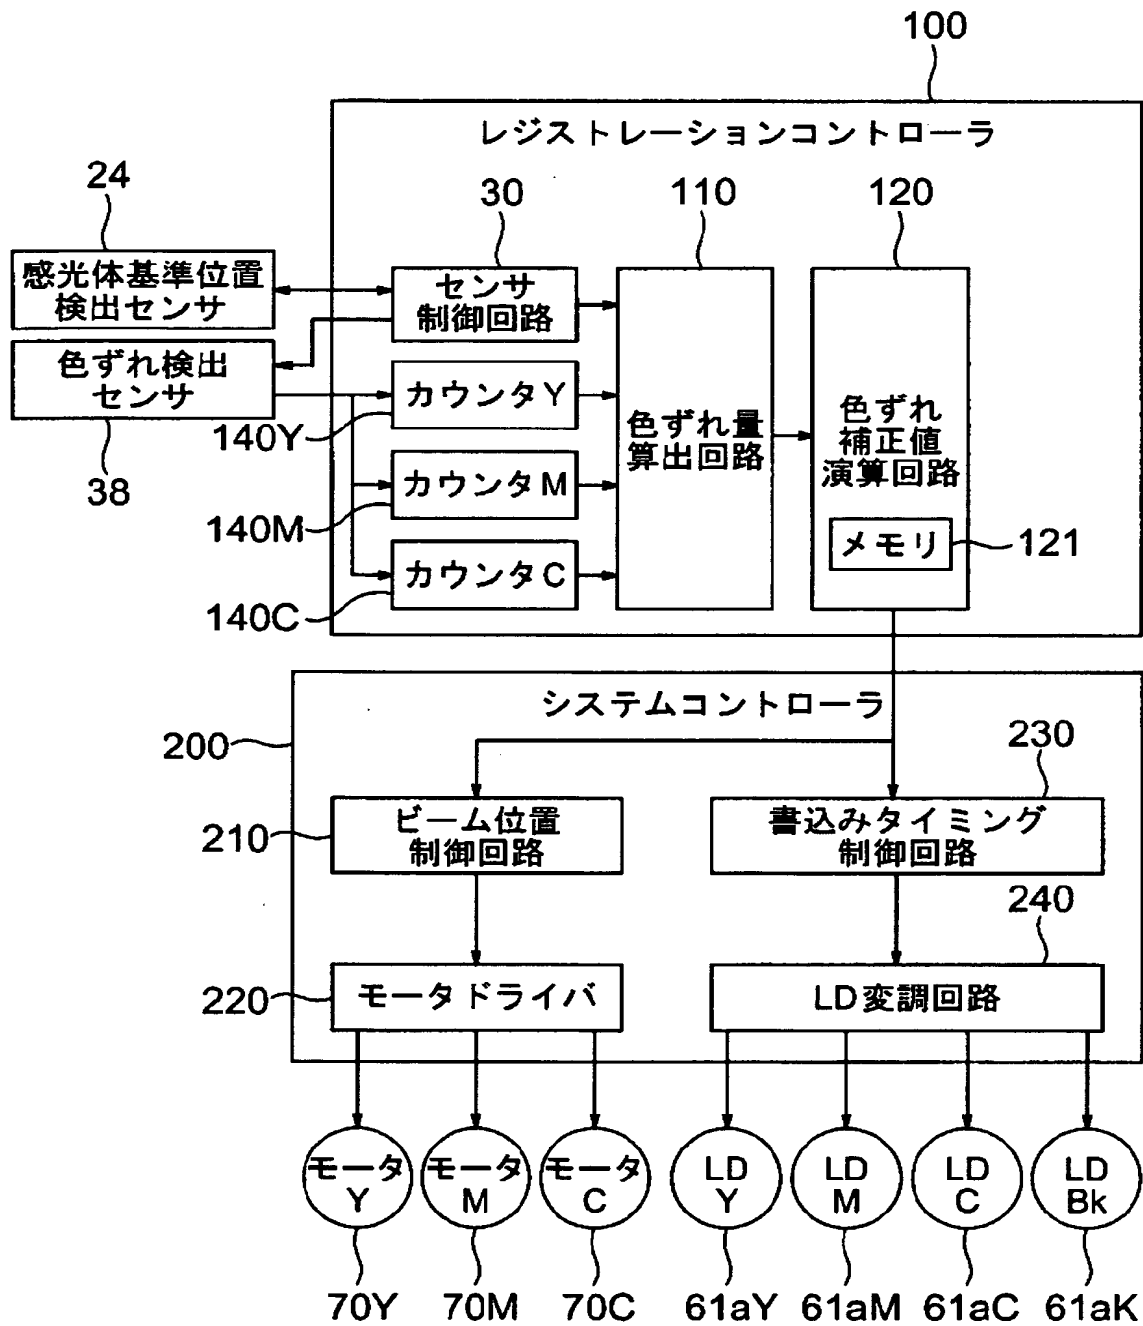 100
レジストレーションコントローラ
24
30
110
120
感光体基準位置
検出センサ
センサ
制御回路
色ずれ検出
センサ
38
カウンタY
140Y
カウンタM
140M
カウンタC
140C
色ずれ量
算出回路
色ずれ
補正値
演算回路
メモリ
121
システムコントローラ
200
230
ビーム位置
制御回路
210
書込みタイミング
制御回路
240
モータドライバ
220
LD変調回路
モータ
Y
モータ
M
モータ
C
LD
Y
LD
M
LD
C
LD
Bk
70Y
70M
70C
61aY
61aM
61aC
61aK